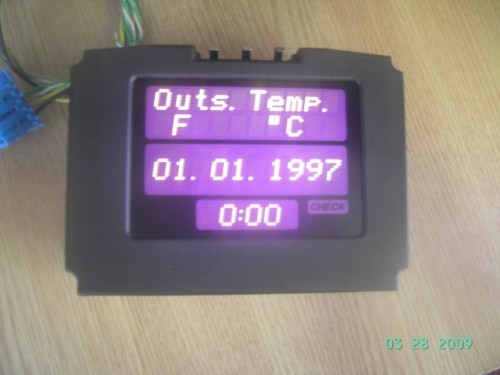 Outs. Temp.
F °C
01. 01. 1997
0:00
CHECK
03 28 2009